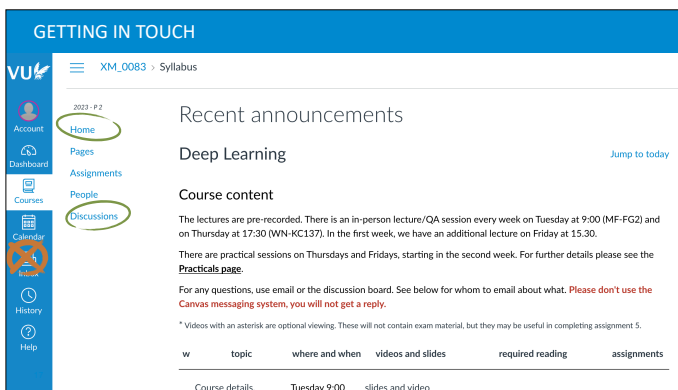 GETTING IN TOUCH
VU
XM_0083 > Syllabus
Account
Dashboard
Courses
Calendar
Inbox
History
Help
2023 - P 2
Home
Pages
Assignments
People
Discussions
Recent announcements
Deep Learning
Jump to today
Course content
The lectures are pre-recorded. There is an in-person lecture/QA session every week on Tuesday at 9:00 (MF-FG2) and
on Thursday at 17:30 (WN-KC137). In the first week, we have an additional lecture on Friday at 15.30.
There are practical sessions on Thursdays and Fridays, starting in the second week. For further details please see the
Practicals page.
For any questions, use email or the discussion board. See below for whom to email about what. Please don't use the
Canvas messaging system, you will not get a reply.
* Videos with an asterisk are optional viewing. These will not contain exam material, but they may be useful in completing assignment 5.
w topic where and when videos and slides required reading assignments
Course details Tuesday 9:00 slides and video